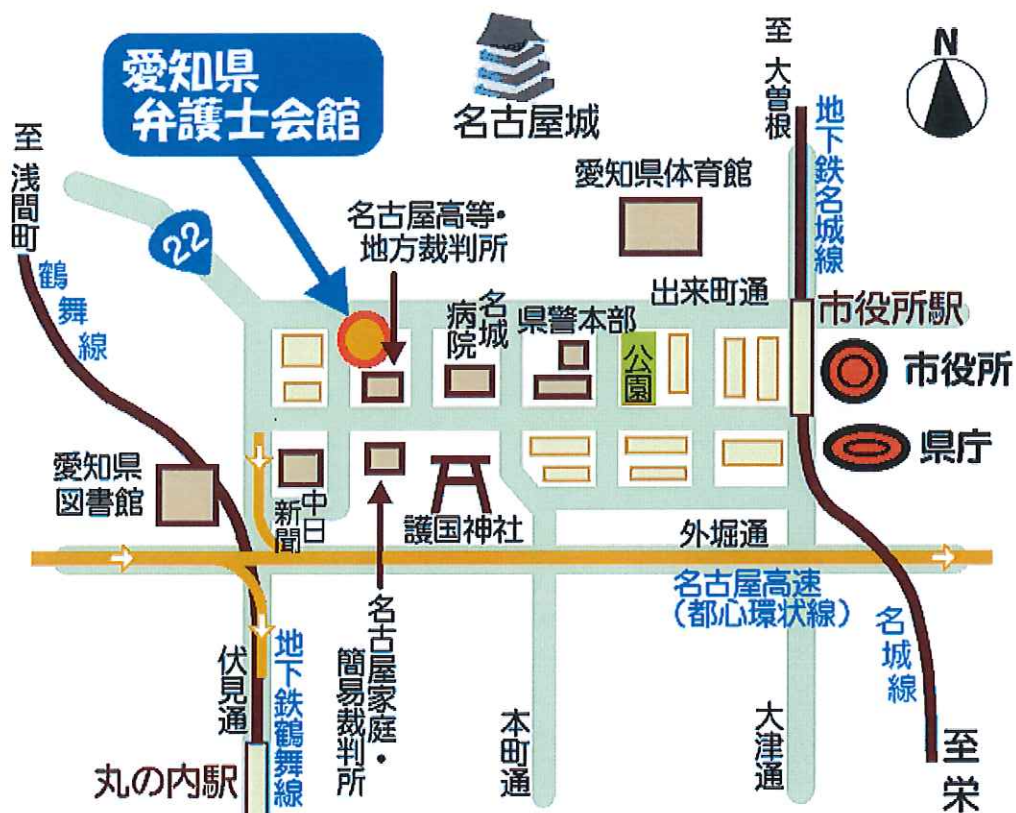 愛知県
弁護士会館
名古屋城
N
至 大曽根
地下鉄名城線
至 浅間町
鶴舞線
22
愛知県体育館
名古屋高等・
地方裁判所
名城
病院
県警本部
出来町通
公園
市役所駅
市役所
県庁
愛知県
図書館
中日
新聞
護国神社
外堀通
名古屋高速
(都心環状線)
名城線
伏見通
地下鉄鶴舞線
名古屋家庭・
簡易裁判所
本町通
大津通
至 栄
丸の内駅